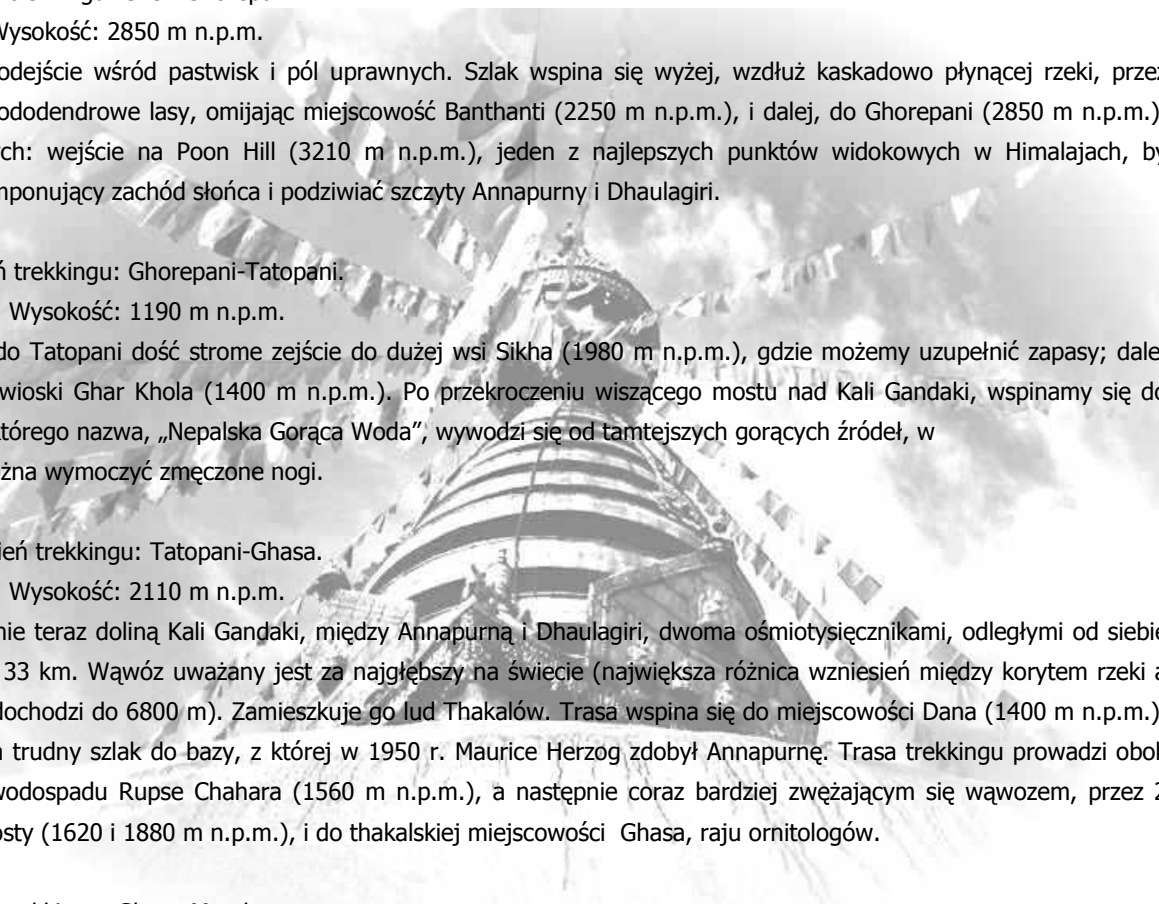 Wysokość: 2850 m n.p.m.
odejście wśród pastwisk i pól uprawnych. Szlak wspina się wyżej, wzdłuż kaskadowo płynącej rzeki, przez
ododendrowe lasy, omijając miejscowość Banthanti (2250 m n.p.m.), i dalej, do Ghorepani (2850 m n.p.m.)
ych: wejście na Poon Hill (3210 m n.p.m.), jeden z najlepszych punktów widokowych w Himalajach, by
mponujący zachód słońca i podziwiać szczyty Annapurny i Dhaulagiri.
ń trekkingu: Ghorepani-Tatopani.
Wysokość: 1190 m n.p.m.
do Tatopani dość strome zejście do dużej wsi Sikha (1980 m n.p.m.), gdzie możemy uzupełnić zapasy; dale
wioski Ghar Khola (1400 m n.p.m.). Po przekroczeniu wiszącego mostu nad Kali Gandaki, wspinamy się do
którego nazwa, „Nepalska Gorąca Woda”, wywodzi się od tamtejszych gorących źródeł, w
żna wymoczyć zmęczone nogi.
ień trekkingu: Tatopani-Ghasa.
Wysokość: 2110 m n.p.m.
nie teraz doliną Kali Gandaki, między Annapurną i Dhaulagiri, dwoma ośmiotysięcznikami, odległymi od siebie
33 km. Wąwóz uważany jest za najgłębszy na świecie (największa różnica wzniesień między korytem rzeki a
dochodzi do 6800 m). Zamieszkuje go lud Thakalów. Trasa wspina się do miejscowości Dana (1400 m n.p.m.)
n trudny szlak do bazy, z której w 1950 r. Maurice Herzog zdobył Annapurnę. Trasa trekkingu prowadzi obok
wodospadu Rupse Chahara (1560 m n.p.m.), a następnie coraz bardziej zwężającym się wąwozem, przez 2
osty (1620 i 1880 m n.p.m.), i do thakalskiej miejscowości Ghasa, raju ornitologów.